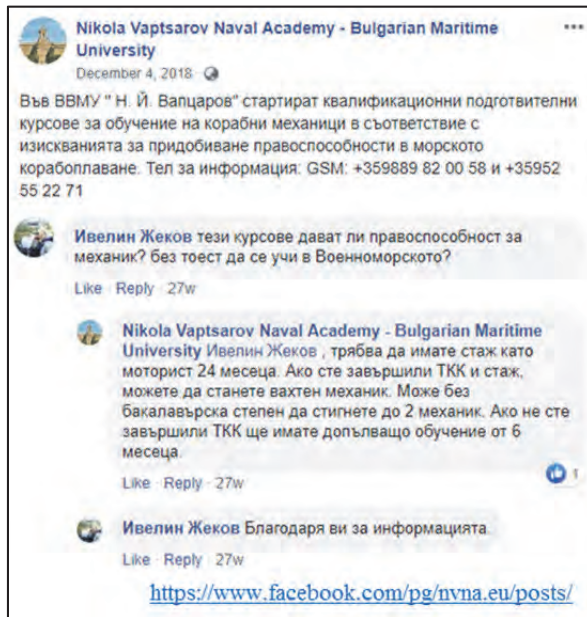 Nikola Vaptsarov Naval Academy - Bulgarian Maritime
University
December 4, 2018
Във ВВМУ " Н. Й. Вапцаров" стартират квалификационни подготвителни
курсове за обучение на корабни механици в съответствие с
изискванията за придобиване правоспособности в морското
корабоплаване. Тел за информация: GSM: +359889 82 00 58 и +35952
55 22 71
Ивелин Жеков тези курсове дават ли правоспособност за
механик? без тоест да се учи в Военноморското?
Like · Reply · 27w
Nikola Vaptsarov Naval Academy - Bulgarian Maritime
University Ивелин Жеков , трябва да имате стаж като
моторист 24 месеца. Ако сте завършили ТКК и стаж,
можете да станете вахтен механик. Може без
бакалавърска степен да стигнете до 2 механик. Ако не сте
завършили ТКК ще имате допълващо обучение от 6
месеца.
Like · Reply · 27w
1
Ивелин Жеков Благодаря ви за информацията.
Like · Reply · 27w
https://www.facebook.com/pg/nvna.eu/posts/